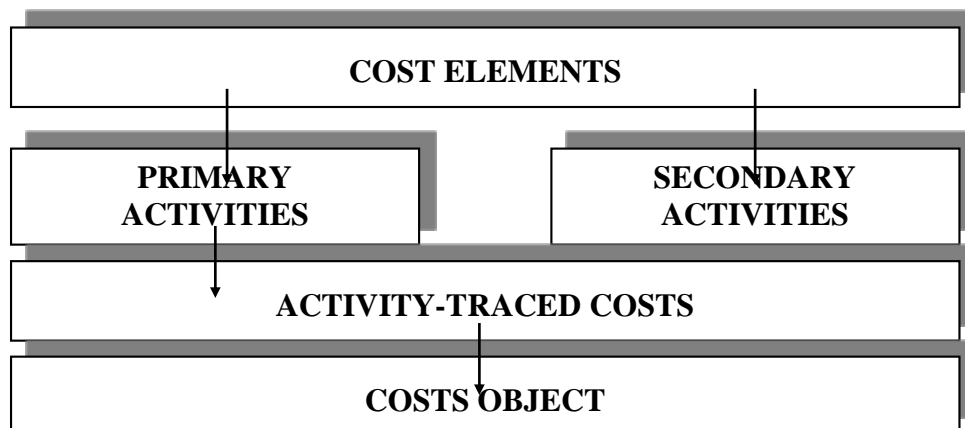 COST ELEMENTS
PRIMARY
ACTIVITIES
SECONDARY
ACTIVITIES
ACTIVITY-TRACED COSTS
COSTS OBJECT